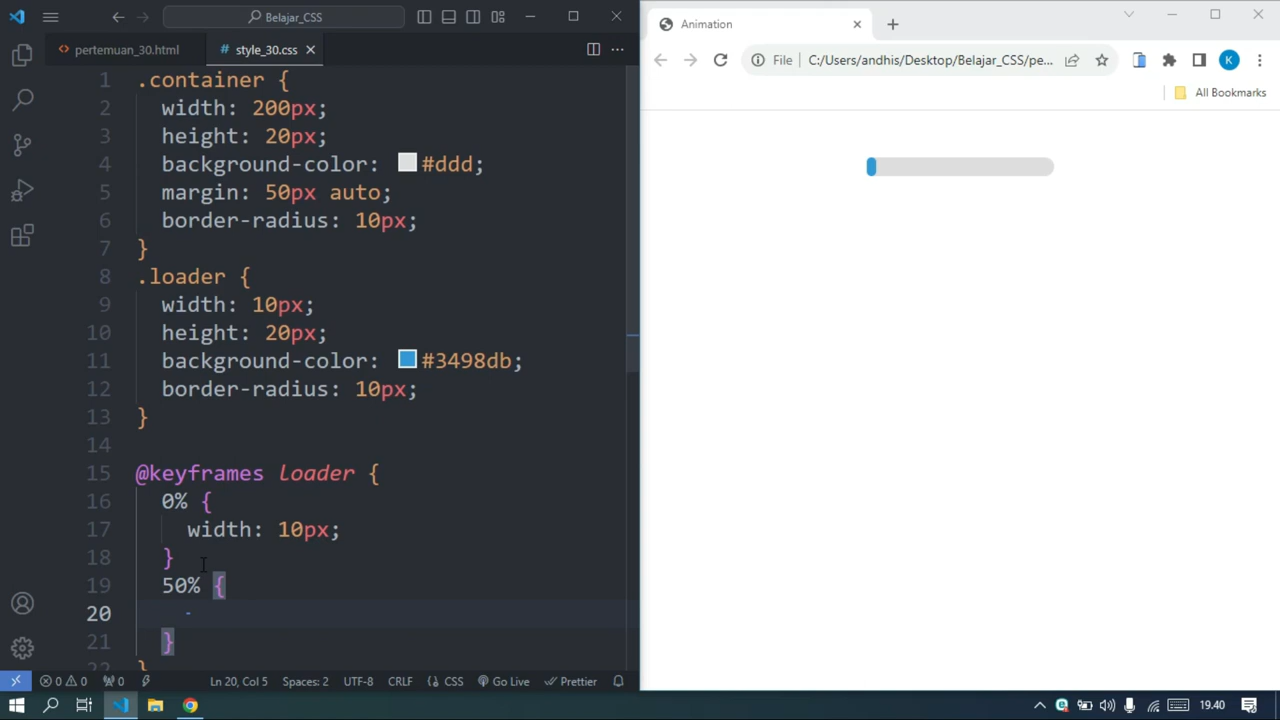 Belajar_CSS
pertemuan_30.html
# style_30.css
1 .container {
2 width: 200px;
3 height: 20px;
4 background-color: #ddd;
5 margin: 50px auto;
6 border-radius: 10px;
7 }
8 .loader {
9 width: 10px;
10 height: 20px;
11 background-color: #3498db;
12 border-radius: 10px;
13 }
14
15 @keyframes Loader {
16 0% {
17 width: 10px;
18 }
19 50% {
20
21 }
22 }
0 0 0
Ln 20, Col 5
Spaces: 2
UTF-8
CRLF
{} CSS
Go Live
Prettier
Animation
File C:/Users/andhis/Desktop/Belajar_CSS/pe...
K
All Bookmarks
19.40